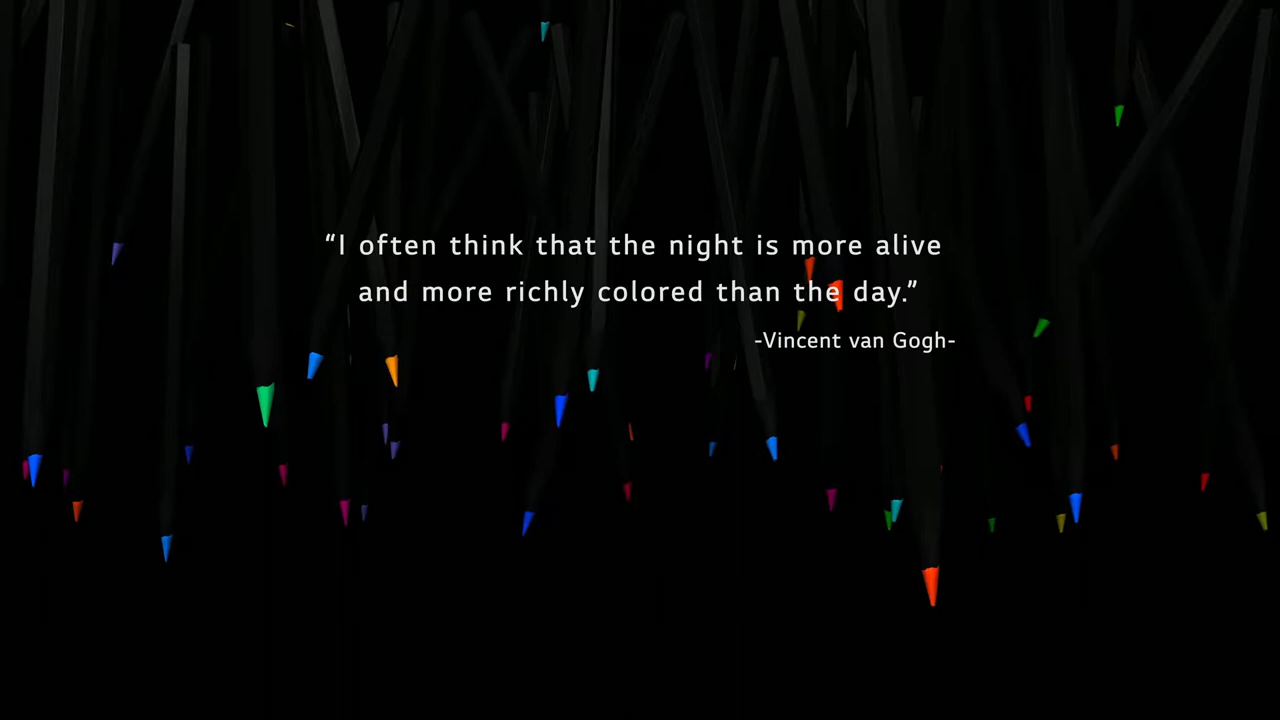 “I often think that the night is more alive
and more richly colored than the day.”
-Vincent van Gogh-